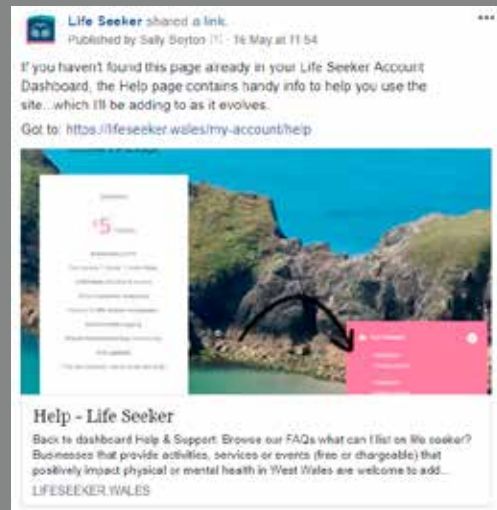 Life Seeker shared a link.
Published by Sally · 16 May at 11:54
If you haven't found this page already in your Life Seeker Account
Dashboard, the Help page contains handy info to help you use the
site...which I'll be adding to as it evolves.
Got to: https://lifeseeker.wales/my-account/help
5
Help - Life Seeker
Back to dashboard Help & Support. Browse our FAQs what can I list on life seeker?
Businesses that provide activities, services or events (free or chargeable) that
positively impact physical or mental health in West Wales are welcome to add...
LIFESEEKER.WALES